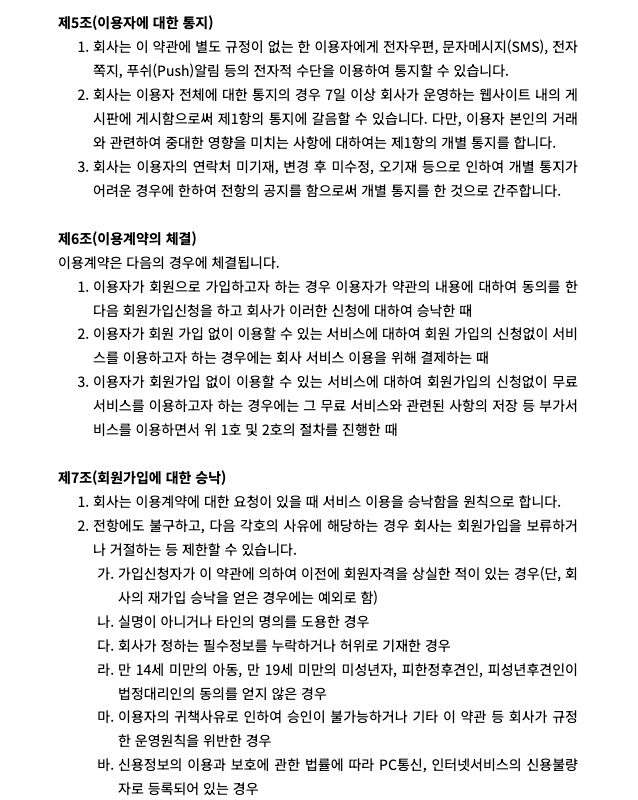 제5조(이용자에 대한 통지)
1. 회사는 이 약관에 별도 규정이 없는 한 이용자에게 전자우편, 문자메시지(SMS), 전자
쪽지, 푸쉬(Push)알림 등의 전자적 수단을 이용하여 통지할 수 있습니다.
2. 회사는 이용자 전체에 대한 통지의 경우 7일 이상 회사가 운영하는 웹사이트 내의 게
시판에 게시함으로써 제1항의 통지에 갈음할 수 있습니다. 다만, 이용자 본인의 거래
와 관련하여 중대한 영향을 미치는 사항에 대하여는 제1항의 개별 통지를 합니다.
3. 회사는 이용자의 연락처 미기재, 변경 후 미수정, 오기재 등으로 인하여 개별 통지가
어려운 경우에 한하여 전항의 공지를 함으로써 개별 통지를 한 것으로 간주합니다.
제6조(이용계약의 체결)
이용계약은 다음의 경우에 체결됩니다.
1. 이용자가 회원으로 가입하고자 하는 경우 이용자가 약관의 내용에 대하여 동의를 한
다음 회원가입신청을 하고 회사가 이러한 신청에 대하여 승낙한 때
2. 이용자가 회원 가입 없이 이용할 수 있는 서비스에 대하여 회원 가입의 신청없이 서비
스를 이용하고자 하는 경우에는 회사 서비스 이용을 위해 결제하는 때
3. 이용자가 회원가입 없이 이용할 수 있는 서비스에 대하여 회원가입의 신청없이 무료
서비스를 이용하고자 하는 경우에는 그 무료 서비스와 관련된 사항의 저장 등 부가서
비스를 이용하면서 위 1호 및 2호의 절차를 진행한 때
제7조(회원가입에 대한 승낙)
1. 회사는 이용계약에 대한 요청이 있을 때 서비스 이용을 승낙함을 원칙으로 합니다.
2. 전항에도 불구하고, 다음 각호의 사유에 해당하는 경우 회사는 회원가입을 보류하거
나 거절하는 등 제한할 수 있습니다.
가. 가입신청자가 이 약관에 의하여 이전에 회원자격을 상실한 적이 있는 경우(단, 회
사의 재가입 승낙을 얻은 경우에는 예외로 함)
나. 실명이 아니거나 타인의 명의를 도용한 경우
다. 회사가 정하는 필수정보를 누락하거나 허위로 기재한 경우
라. 만 14세 미만의 아동, 만 19세 미만의 미성년자, 피한정후견인, 피성년후견인이
법정대리인의 동의를 얻지 않은 경우
마. 이용자의 귀책사유로 인하여 승인이 불가능하거나 기타 이 약관 등 회사가 규정
한 운영원칙을 위반한 경우
바. 신용정보의 이용과 보호에 관한 법률에 따라 PC통신, 인터넷서비스의 신용불량
자로 등록되어 있는 경우